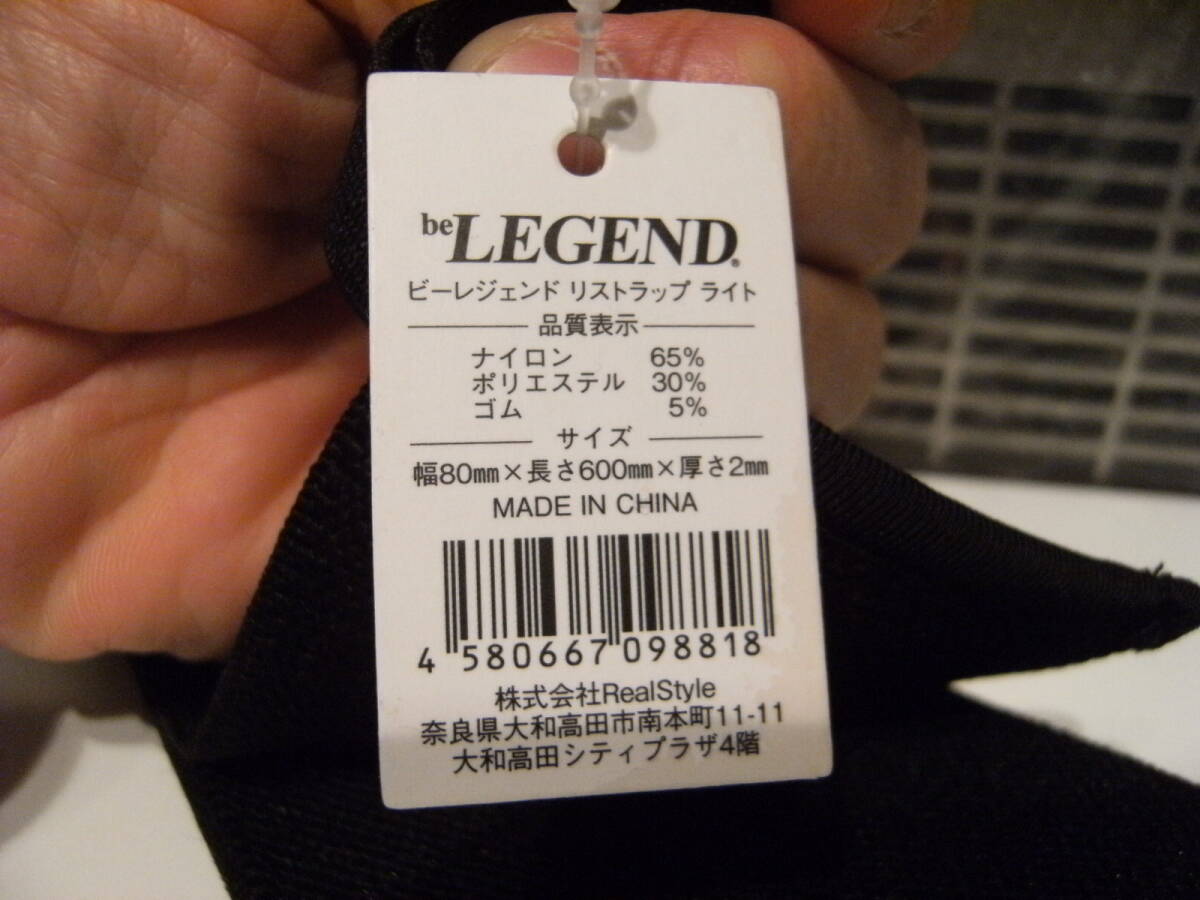 be LEGEND®
ビーレジェンド リストラップ ライト
品質表示
ナイロン 65%
ポリエステル 30%
ゴム 5%
サイズ
幅80㎜×長さ600㎜×厚さ2㎜
MADE IN CHINA
4 580667 098818
株式会社RealStyle
奈良県大和高田市南本町11-11
大和高田シティプラザ4階